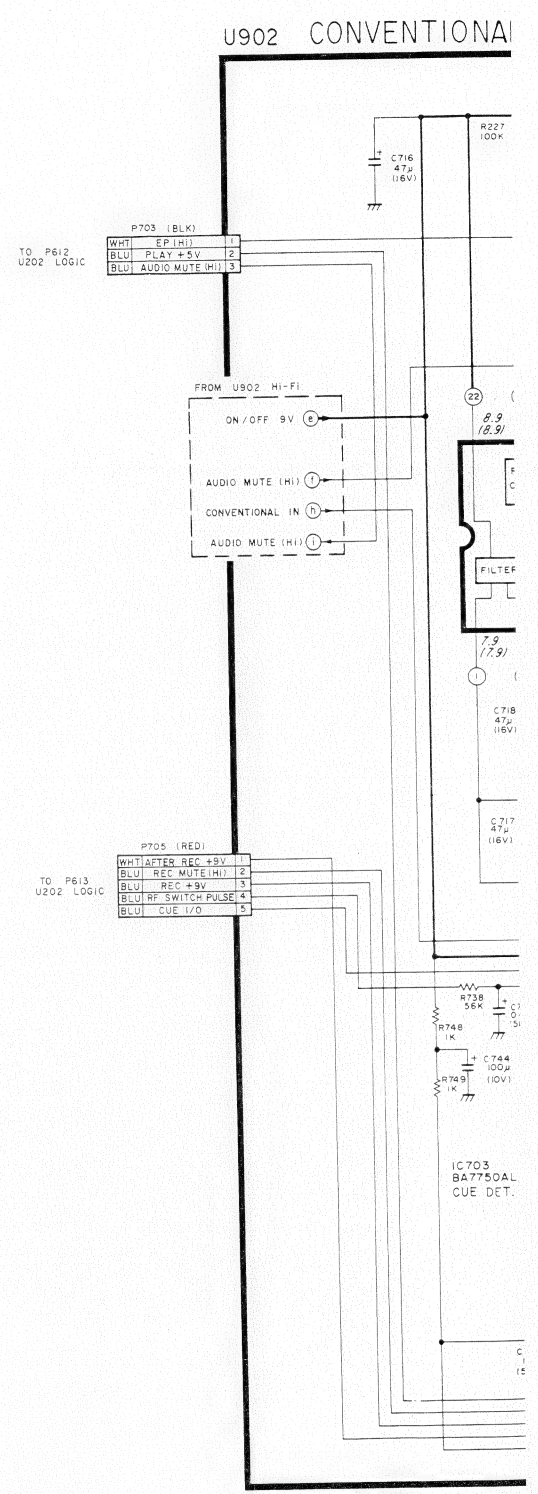 U902 CONVENTIONAL
R227
100K
+
C716
47μ
(16V)
P703 (BLK)
TO P612
U202 LOGIC
WHT EP (Hi) 1
BLU PLAY +5V 2
BLU AUDIO MUTE (Hi) 3
FROM U902 Hi-Fi
22 (
ON/OFF 9V e
8.9
(8.9)
AUDIO MUTE (Hi) f
CONVENTIONAL IN h
AUDIO MUTE (Hi) i
FILTER
7.9
(7.9)
1 (
C718
47μ
(16V)
C717
47μ
(16V)
P705 (RED)
TO P613
U202 LOGIC
WHT AFTER REC +9V 1
BLU REC MUTE (Hi) 2
BLU REC +9V 3
BLU RF SWITCH PULSE 4
BLU CUE I/O 5
R738
56K
+
R748
1K
+ C744
100μ
(10V)
R749
1K
IC703
BA7750AL
CUE DET.